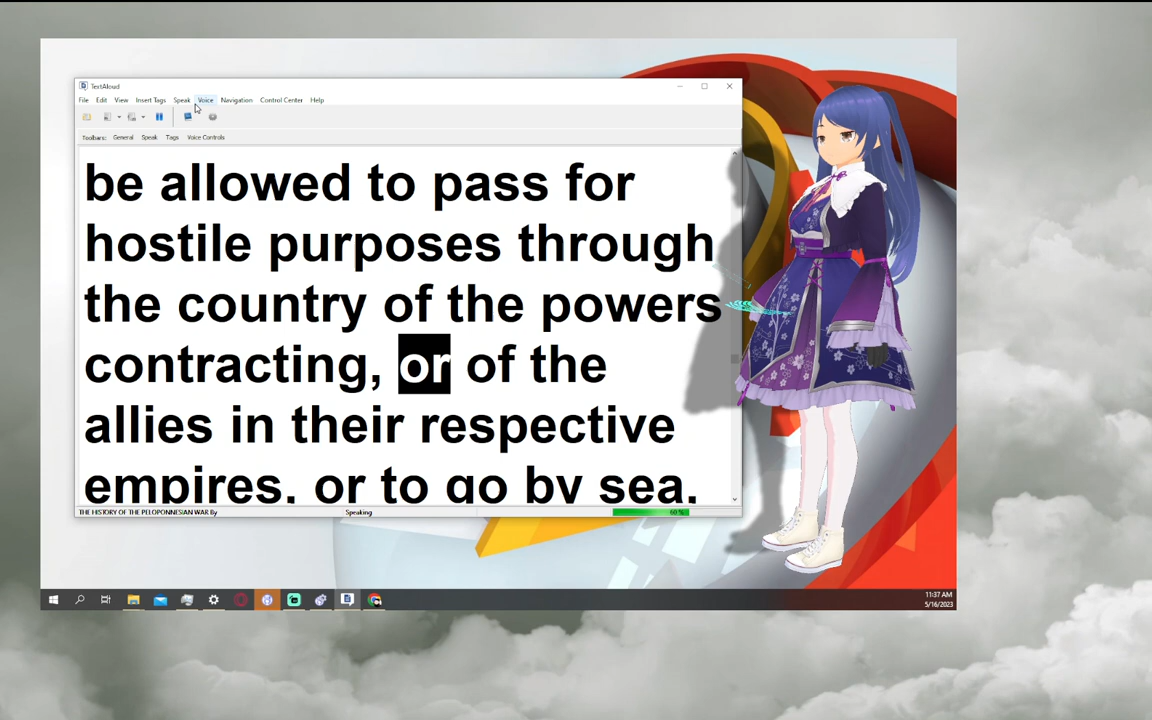 TextAloud
File Edit View Insert Tags Speak Voice Navigation Control Center Help
Toolbars: General Speak Tags Voice Controls
be allowed to pass for
hostile purposes through
the country of the powers
contracting, or of the
allies in their respective
empires, or to go by sea,
THE HISTORY OF THE PELOPONNESIAN WAR By Speaking 60 %
11:37 AM
5/16/2023